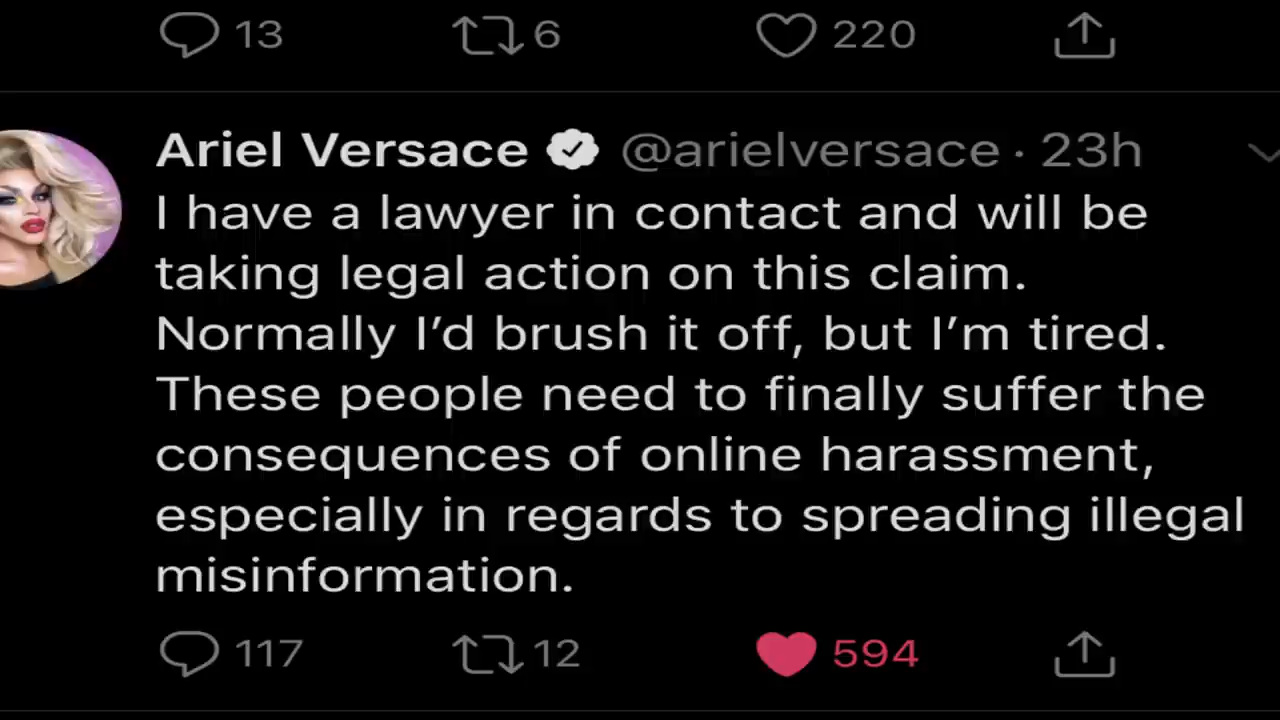 13 6 220
Ariel Versace @arielversace · 23h
I have a lawyer in contact and will be
taking legal action on this claim.
Normally I’d brush it off, but I’m tired.
These people need to finally suffer the
consequences of online harassment,
especially in regards to spreading illegal
misinformation.
117 12 594